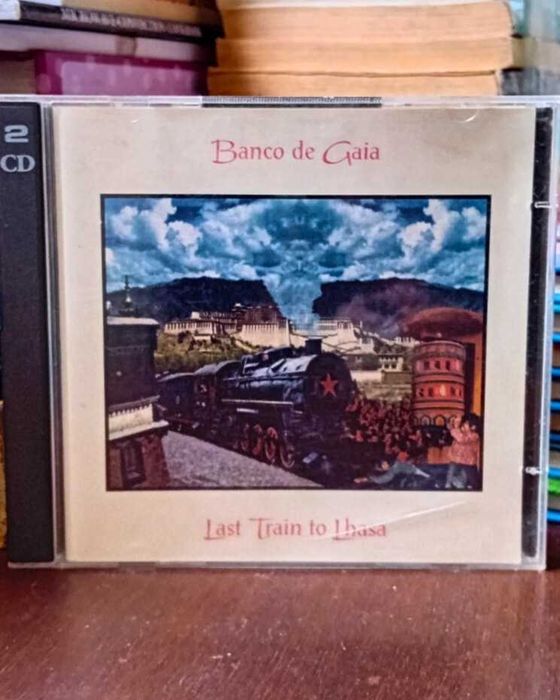 2
CD
Banco de Gaia
Last Train to Lhasa